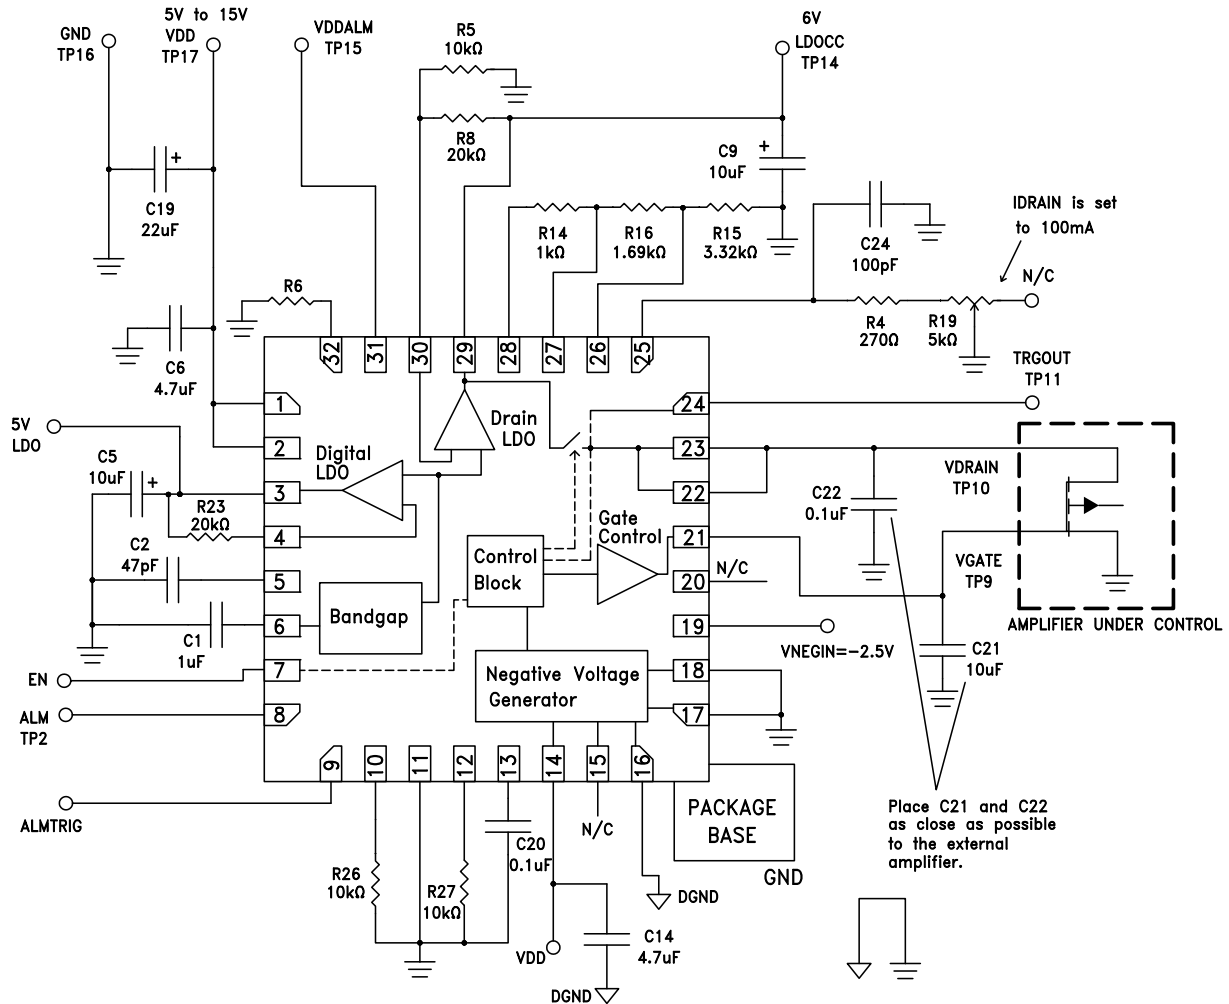 5V to 15V
GND
TP16
VDD
TP17
VDDALM
TP15
R5
10kΩ
6V
LDOCC
TP14
R8
20kΩ
C9
+
10uF
+
C19
22uF
R14
1kΩ
R16
1.69kΩ
R15
3.32kΩ
C24
100pF
IDRAIN is set
to 100mA
N/C
R6
R4
270Ω
R19
5kΩ
C6
4.7uF
32
31
30
29
28
27
26
25
TRGOUT
TP11
1
24
5V
LDO
2
Digital
LDO
Drain
LDO
23
VDRAIN
TP10
C5
10uF
+
3
22
C22
0.1uF
R23
20kΩ
4
Gate
Control
21
C2
47pF
5
Control
Block
20
N/C
VGATE
TP9
C1
1uF
6
Bandgap
19
VNEGIN=-2.5V
AMPLIFIER UNDER CONTROL
EN
7
Negative Voltage
Generator
18
C21
10uF
ALM
TP2
8
17
9
10
11
12
13
14
15
16
ALMTRIG
N/C
PACKAGE
BASE
GND
Place C21 and C22
as close as possible
to the external
amplifier.
C20
0.1uF
R26
10kΩ
R27
10kΩ
DGND
VDD
C14
4.7uF
DGND